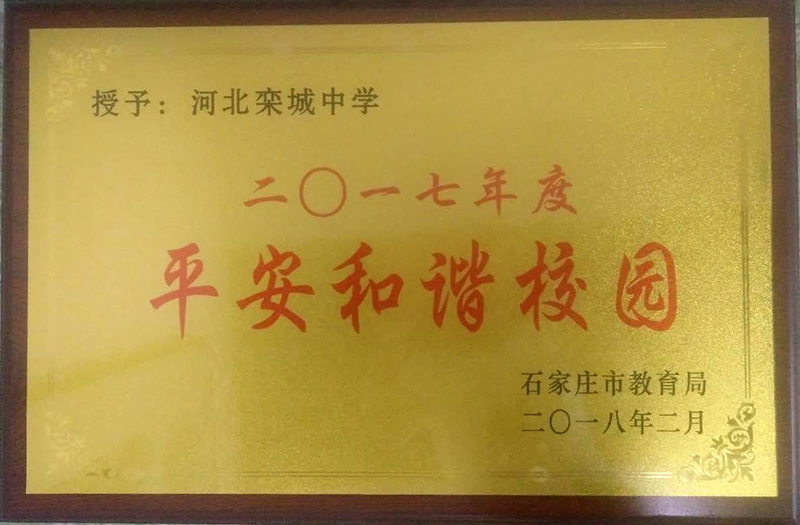 授予：河北栾城中学
二〇一七年度
平安和谐校园
石家庄市教育局
二〇一八年二月